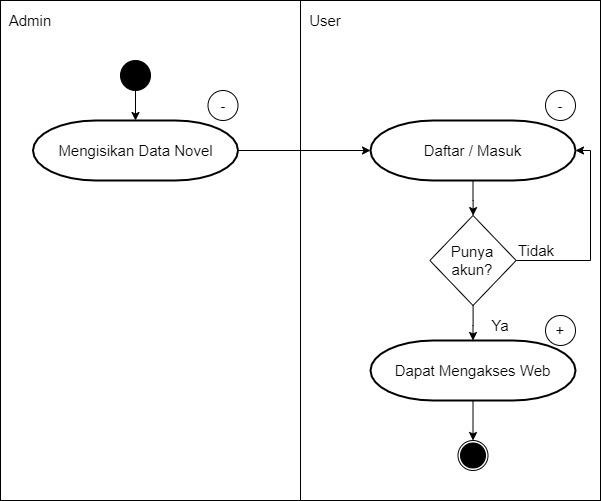 Admin
User
-
-
Mengisikan Data Novel
Daftar / Masuk
Punya
akun?
Tidak
Ya
+
Dapat Mengakses Web